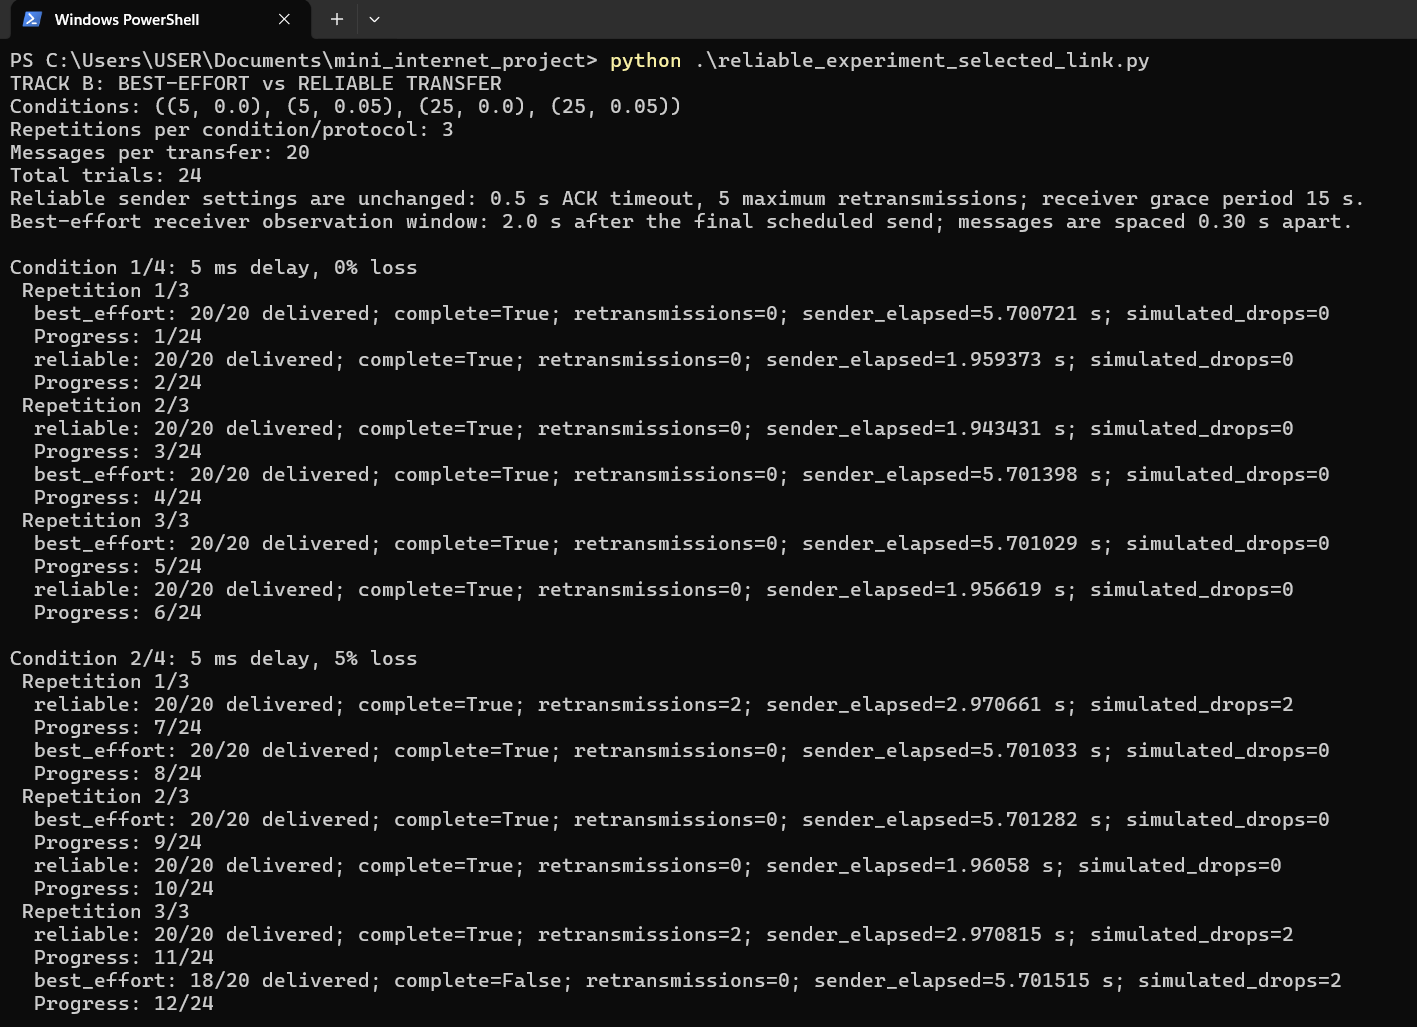 Windows PowerShell
PS C:\Users\USER\Documents\mini_internet_project> python .\reliable_experiment_selected_link.py
TRACK B: BEST-EFFORT vs RELIABLE TRANSFER
Conditions: ((5, 0.0), (5, 0.05), (25, 0.0), (25, 0.05))
Repetitions per condition/protocol: 3
Messages per transfer: 20
Total trials: 24
Reliable sender settings are unchanged: 0.5 s ACK timeout, 5 maximum retransmissions; receiver grace period 15 s.
Best-effort receiver observation window: 2.0 s after the final scheduled send; messages are spaced 0.30 s apart.

Condition 1/4: 5 ms delay, 0% loss
 Repetition 1/3
  best_effort: 20/20 delivered; complete=True; retransmissions=0; sender_elapsed=5.700721 s; simulated_drops=0
  Progress: 1/24
  reliable: 20/20 delivered; complete=True; retransmissions=0; sender_elapsed=1.959373 s; simulated_drops=0
  Progress: 2/24
 Repetition 2/3
  reliable: 20/20 delivered; complete=True; retransmissions=0; sender_elapsed=1.943431 s; simulated_drops=0
  Progress: 3/24
  best_effort: 20/20 delivered; complete=True; retransmissions=0; sender_elapsed=5.701398 s; simulated_drops=0
  Progress: 4/24
 Repetition 3/3
  best_effort: 20/20 delivered; complete=True; retransmissions=0; sender_elapsed=5.701029 s; simulated_drops=0
  Progress: 5/24
  reliable: 20/20 delivered; complete=True; retransmissions=0; sender_elapsed=1.956619 s; simulated_drops=0
  Progress: 6/24

Condition 2/4: 5 ms delay, 5% loss
 Repetition 1/3
  reliable: 20/20 delivered; complete=True; retransmissions=2; sender_elapsed=2.970661 s; simulated_drops=2
  Progress: 7/24
  best_effort: 20/20 delivered; complete=True; retransmissions=0; sender_elapsed=5.701033 s; simulated_drops=0
  Progress: 8/24
 Repetition 2/3
  best_effort: 20/20 delivered; complete=True; retransmissions=0; sender_elapsed=5.701282 s; simulated_drops=0
  Progress: 9/24
  reliable: 20/20 delivered; complete=True; retransmissions=0; sender_elapsed=1.96058 s; simulated_drops=0
  Progress: 10/24
 Repetition 3/3
  reliable: 20/20 delivered; complete=True; retransmissions=2; sender_elapsed=2.970815 s; simulated_drops=2
  Progress: 11/24
  best_effort: 18/20 delivered; complete=False; retransmissions=0; sender_elapsed=5.701515 s; simulated_drops=2
  Progress: 12/24